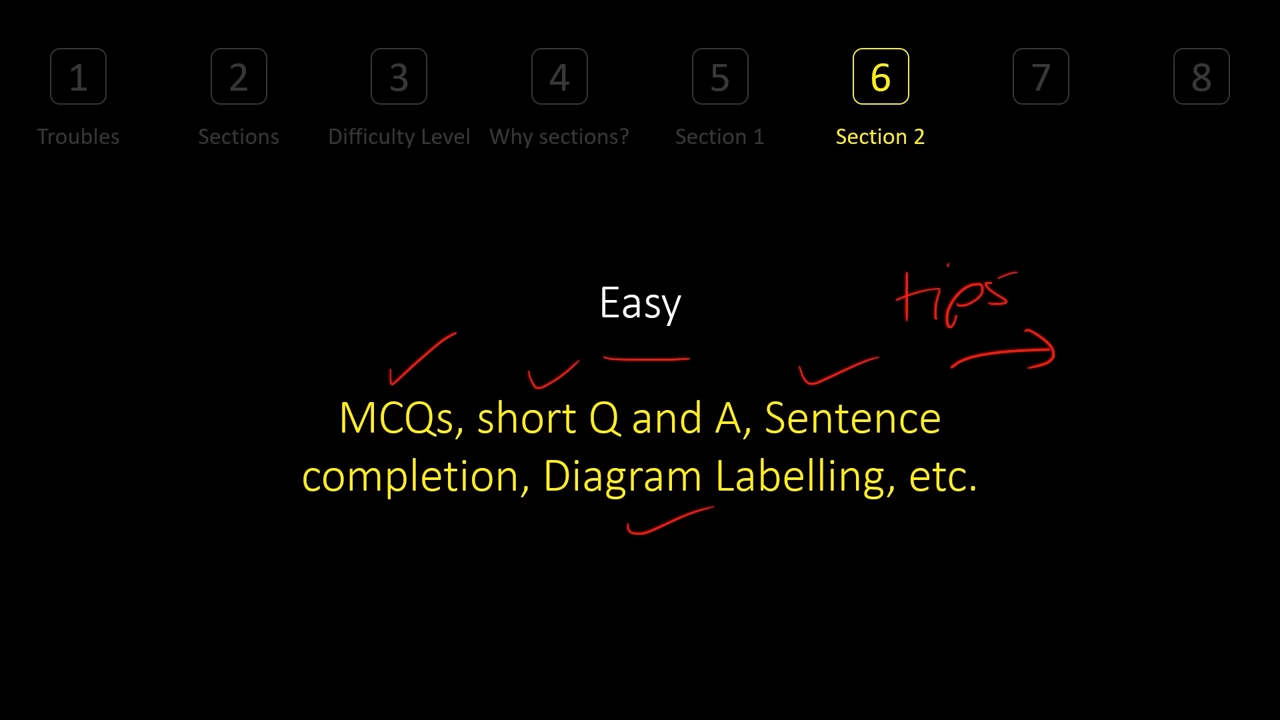 1 2 3 4 5 6 7 8
Troubles Sections Difficulty Level Why sections? Section 1 Section 2
Easy
tips
MCQs, short Q and A, Sentence
completion, Diagram Labelling, etc.